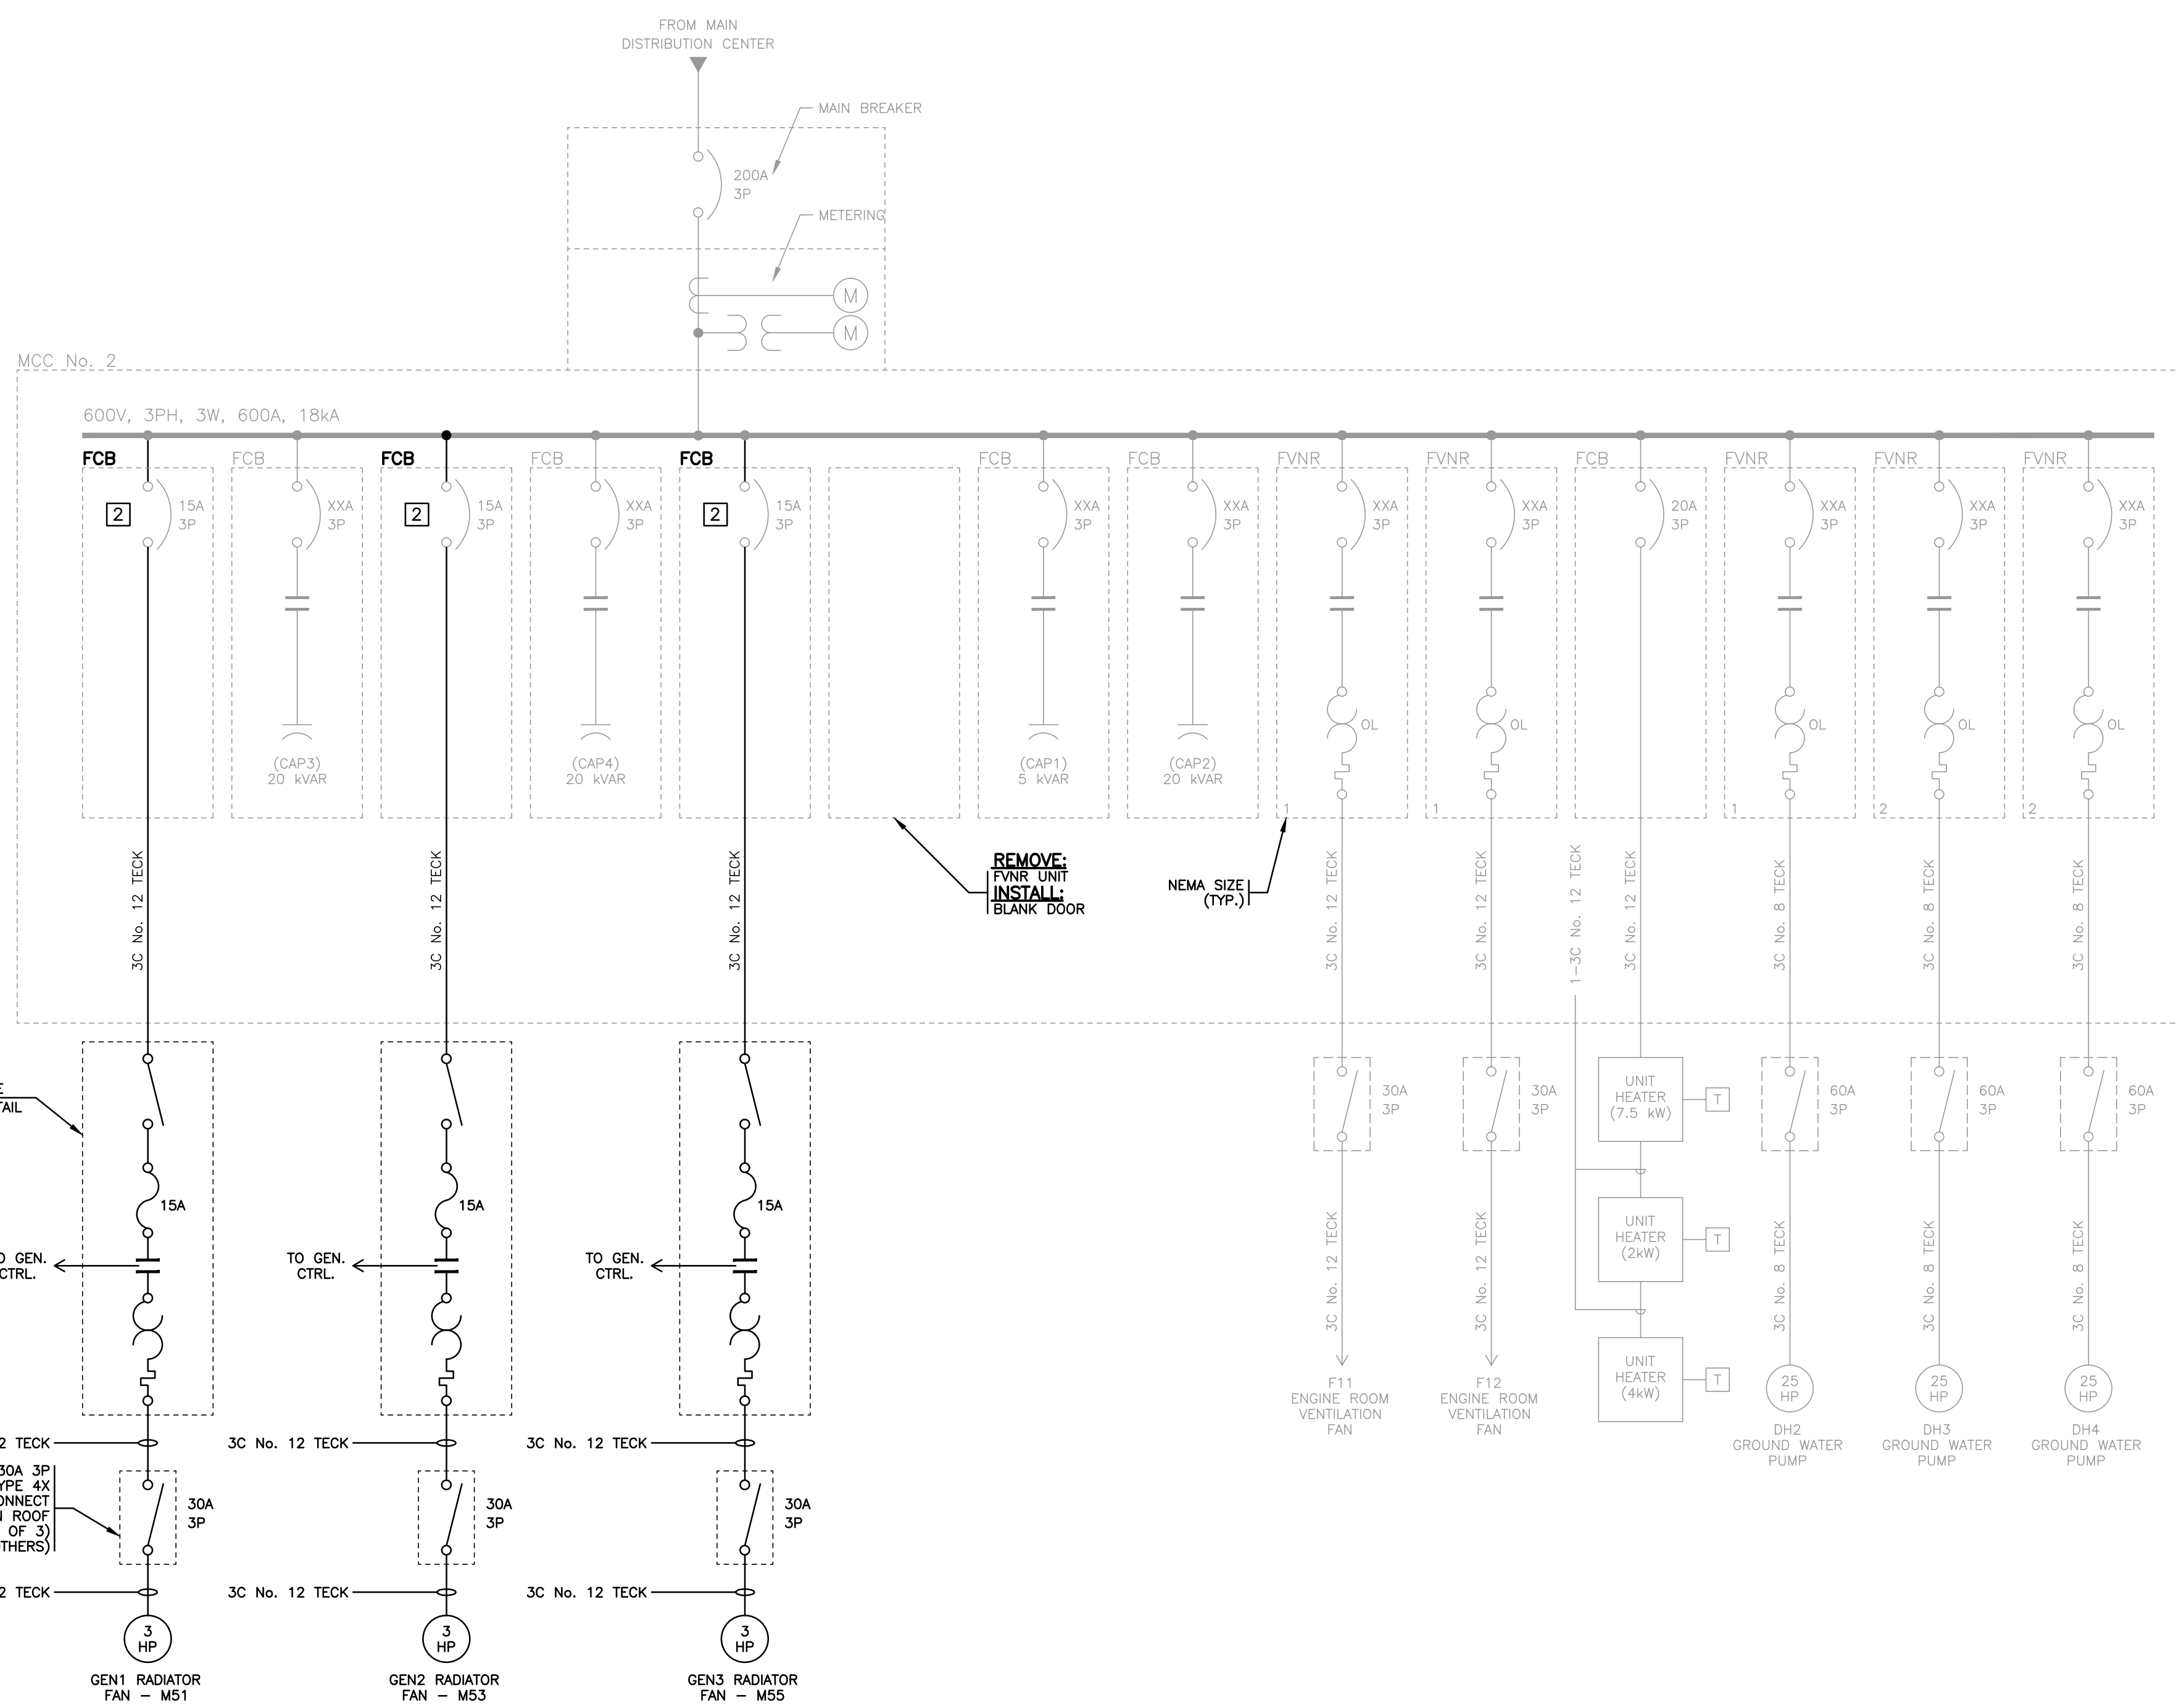 FROM MAIN
DISTRIBUTION CENTER
MAIN BREAKER
200A
3P
METERING
M
M
MCC No. 2
600V, 3PH, 3W, 600A, 18kA
FCB
FCB
FCB
FCB
FCB
FCB
FCB
FVNR
FVNR
FCB
FVNR
FVNR
FVNR
2
15A
3P
XXA
3P
2
15A
3P
XXA
3P
2
15A
3P
XXA
3P
XXA
3P
XXA
3P
XXA
3P
20A
3P
XXA
3P
XXA
3P
XXA
3P
OL
OL
OL
OL
OL
(CAP3)
20 kVAR
(CAP4)
20 kVAR
(CAP1)
5 kVAR
(CAP2)
20 kVAR
1
1
1
2
2
3C No. 12 TECK
3C No. 12 TECK
3C No. 12 TECK
REMOVE:
FVNR UNIT
INSTALL:
BLANK DOOR
NEMA SIZE
(TYP.)
3C No. 12 TECK
3C No. 12 TECK
1-3C No. 12 TECK
3C No. 12 TECK
3C No. 8 TECK
3C No. 8 TECK
3C No. 8 TECK
30A
3P
30A
3P
UNIT
HEATER
(7.5 kW)
T
60A
3P
60A
3P
60A
3P
15A
15A
15A
GEN.
CTRL.
TO GEN.
CTRL.
TO GEN.
CTRL.
3C No. 12 TECK
3C No. 12 TECK
UNIT
HEATER
(2kW)
T
3C No. 8 TECK
3C No. 8 TECK
3C No. 8 TECK
F11
ENGINE ROOM
VENTILATION
FAN
F12
ENGINE ROOM
VENTILATION
FAN
UNIT
HEATER
(4kW)
T
25
HP
DH2
GROUND WATER
PUMP
25
HP
DH3
GROUND WATER
PUMP
25
HP
DH4
GROUND WATER
PUMP
TECK
3C No. 12 TECK
3C No. 12 TECK
30A 3P
4X
ROOF
OF 3)
30A
3P
30A
3P
30A
3P
TECK
3C No. 12 TECK
3C No. 12 TECK
3
HP
GEN1 RADIATOR
FAN – M51
3
HP
GEN2 RADIATOR
FAN – M53
3
HP
GEN3 RADIATOR
FAN – M55